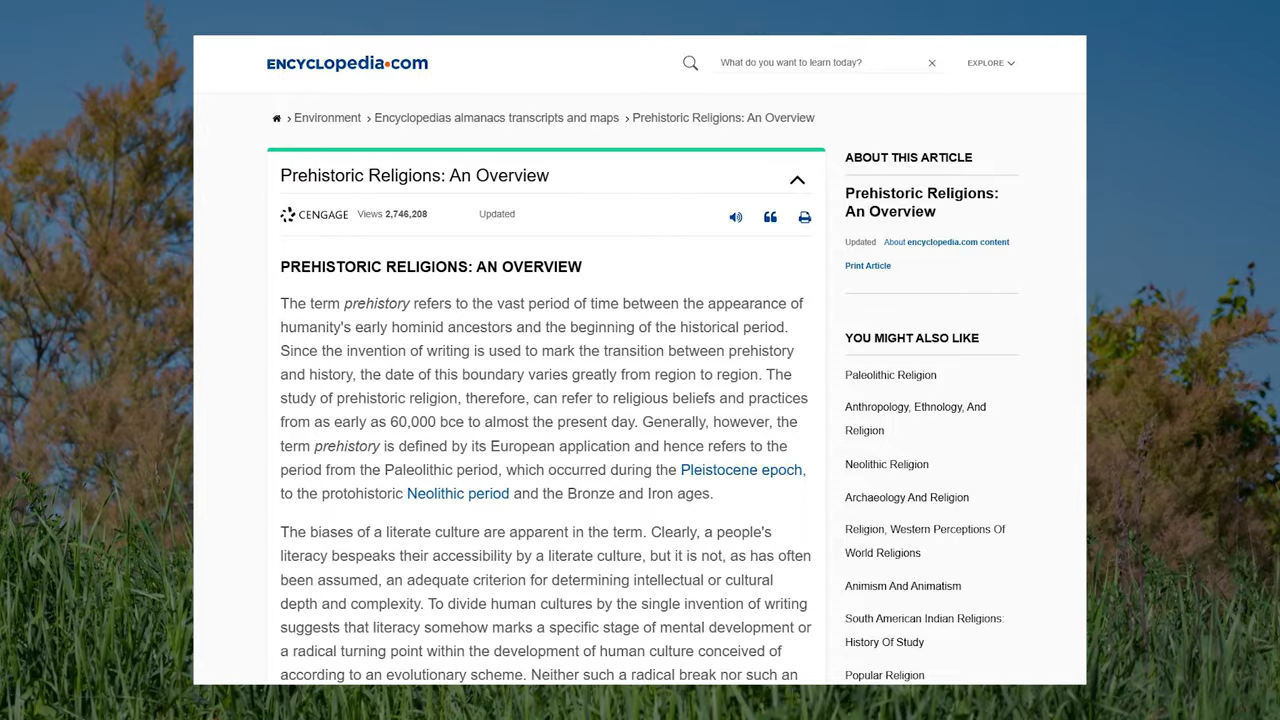 ENCYCLOPEDIA.COM
What do you want to learn today?
EXPLORE
Environment › Encyclopedias almanacs transcripts and maps › Prehistoric Religions: An Overview
Prehistoric Religions: An Overview
CENGAGE Views 2,746,208 Updated
PREHISTORIC RELIGIONS: AN OVERVIEW
The term prehistory refers to the vast period of time between the appearance of
humanity's early hominid ancestors and the beginning of the historical period.
Since the invention of writing is used to mark the transition between prehistory
and history, the date of this boundary varies greatly from region to region. The
study of prehistoric religion, therefore, can refer to religious beliefs and practices
from as early as 60,000 bce to almost the present day. Generally, however, the
term prehistory is defined by its European application and hence refers to the
period from the Paleolithic period, which occurred during the Pleistocene epoch,
to the protohistoric Neolithic period and the Bronze and Iron ages.
The biases of a literate culture are apparent in the term. Clearly, a people's
literacy bespeaks their accessibility by a literate culture, but it is not, as has often
been assumed, an adequate criterion for determining intellectual or cultural
depth and complexity. To divide human cultures by the single invention of writing
suggests that literacy somehow marks a specific stage of mental development or
a radical turning point within the development of human culture conceived of
according to an evolutionary scheme. Neither such a radical break nor such an
ABOUT THIS ARTICLE
Prehistoric Religions:
An Overview
Updated About encyclopedia.com content
Print Article
YOU MIGHT ALSO LIKE
Paleolithic Religion
Anthropology, Ethnology, And
Religion
Neolithic Religion
Archaeology And Religion
Religion, Western Perceptions Of
World Religions
Animism And Animatism
South American Indian Religions:
History Of Study
Popular Religion